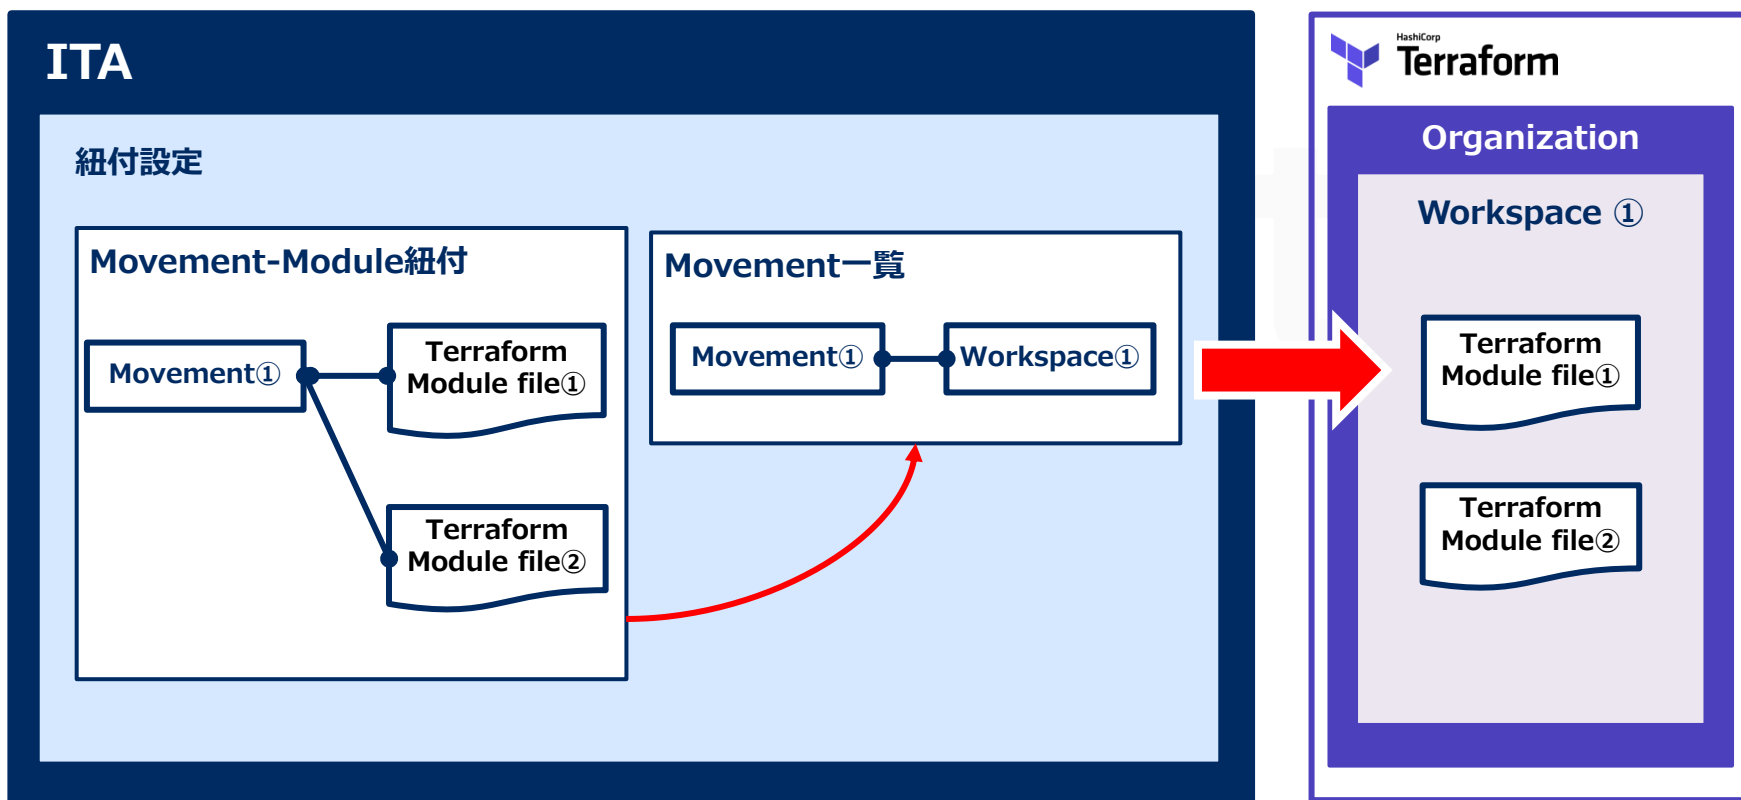 ITA
紐付設定
Movement-Module紐付
Movement①
Terraform
Module file①
Terraform
Module file②
Movement一覧
Movement①
Workspace①
HashiCorp
Terraform
Organization
Workspace ①
Terraform
Module file①
Terraform
Module file②